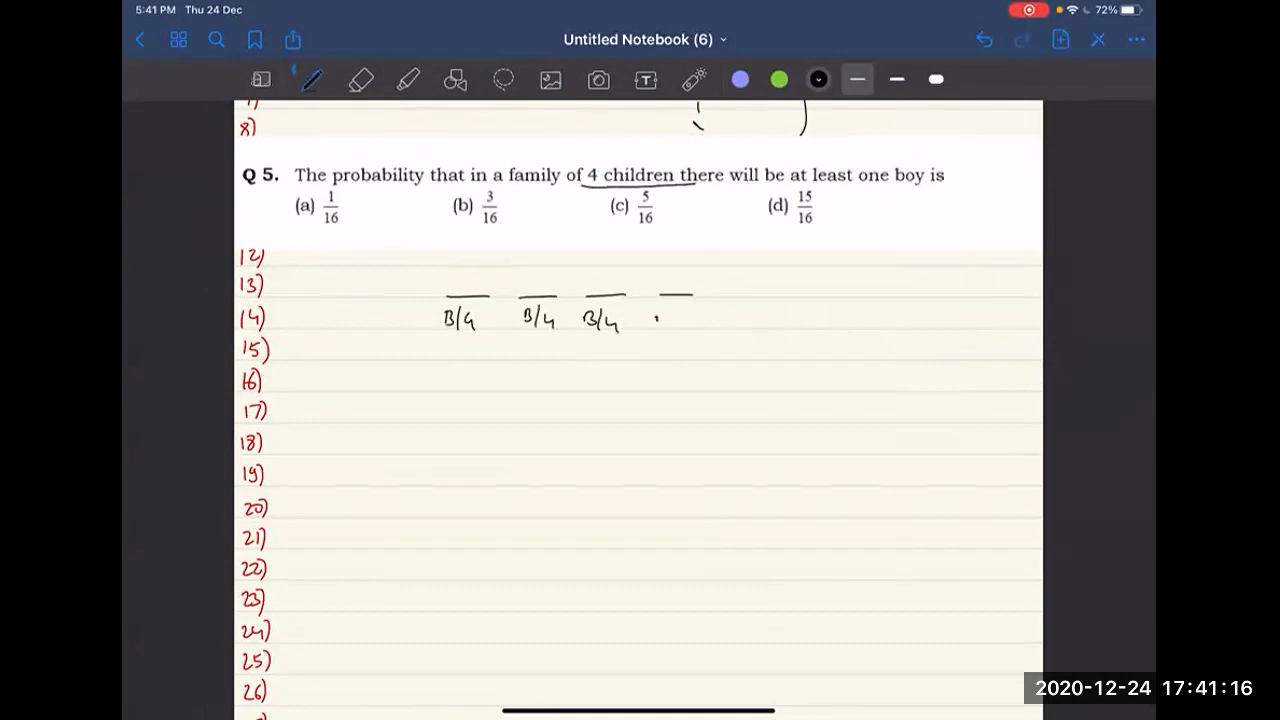 5:41 PM Thu 24 Dec 72%
Untitled Notebook (6)
T
8)
Q 5. The probability that in a family of 4 children there will be at least one boy is
(a) 1/16 (b) 3/16 (c) 5/16 (d) 15/16
12)
13)
14) B/G B/G B/G
15)
16)
17)
18)
19)
20)
21)
22)
23)
24)
25)
26)
2020-12-24 17:41:16